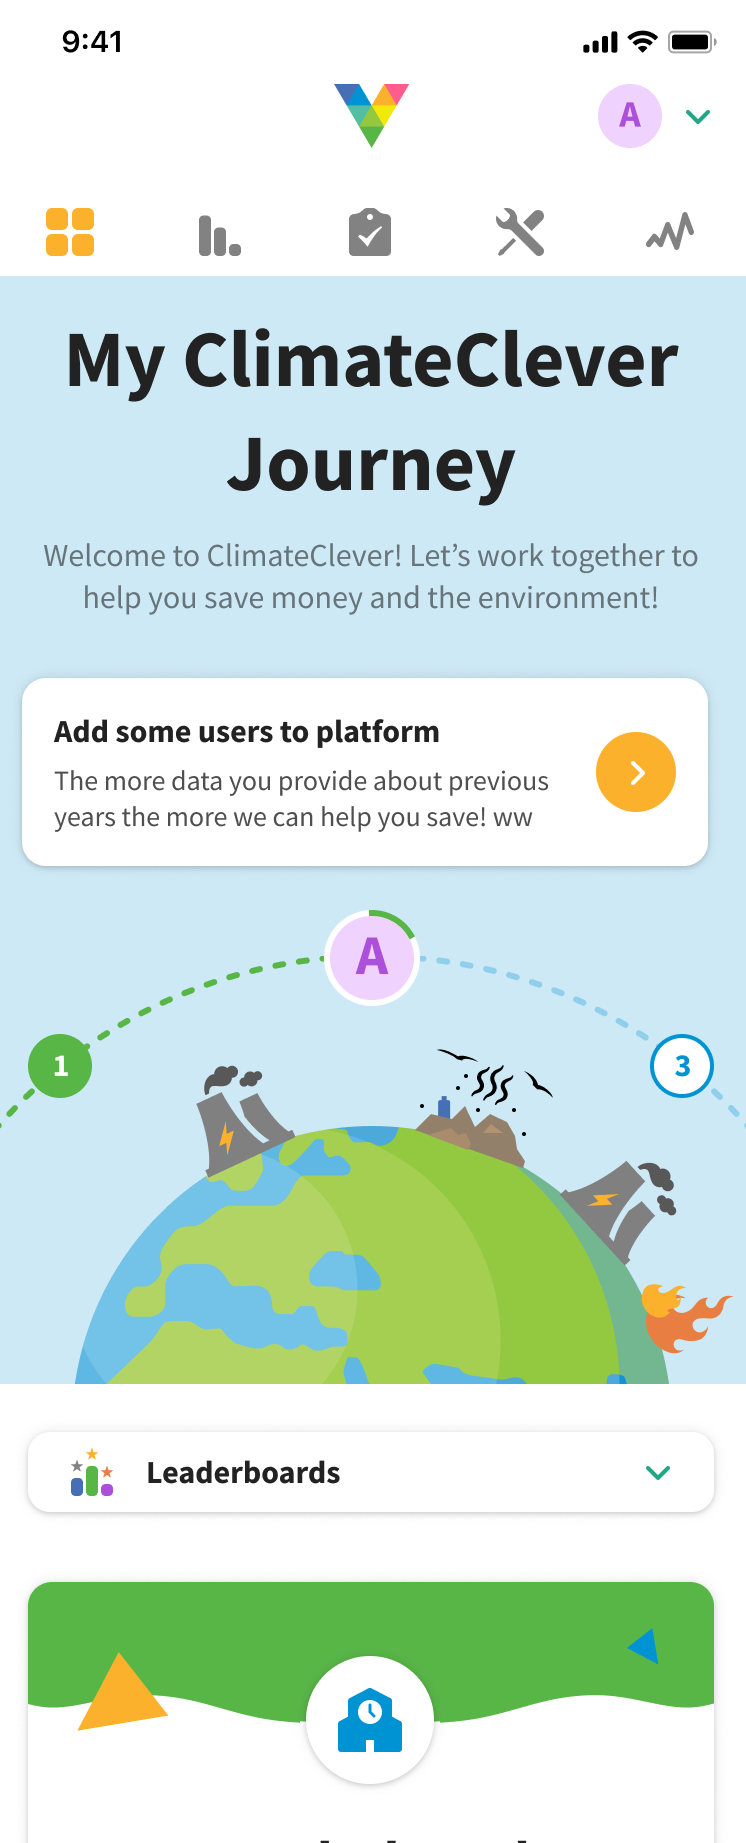 9:41
A
My ClimateClever
Journey
Welcome to ClimateClever! Let’s work together to
help you save money and the environment!
Add some users to platform
The more data you provide about previous
years the more we can help you save! ww
A
1
3
Leaderboards